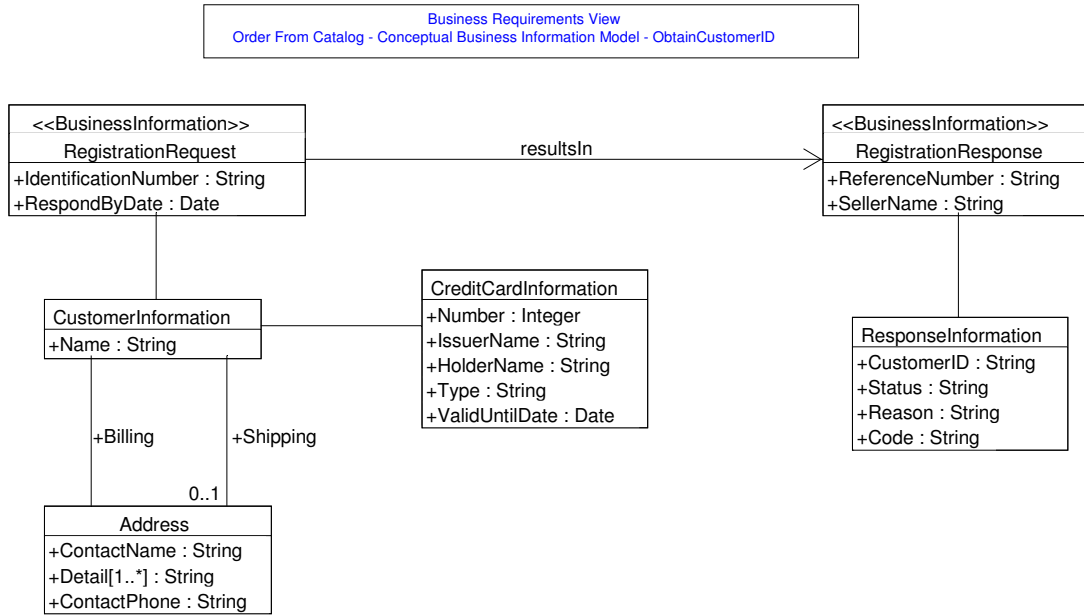 Business Requirements View
Order From Catalog - Conceptual Business Information Model - ObtainCustomerID
<<BusinessInformation>>
RegistrationRequest
+IdentificationNumber : String
+RespondByDate : Date
resultsIn
<<BusinessInformation>>
RegistrationResponse
+ReferenceNumber : String
+SellerName : String
CustomerInformation
+Name : String
CreditCardInformation
+Number : Integer
+IssuerName : String
+HolderName : String
+Type : String
+ValidUntilDate : Date
ResponseInformation
+CustomerID : String
+Status : String
+Reason : String
+Code : String
+Billing
+Shipping
0..1
Address
+ContactName : String
+Detail[1..*] : String
+ContactPhone : String